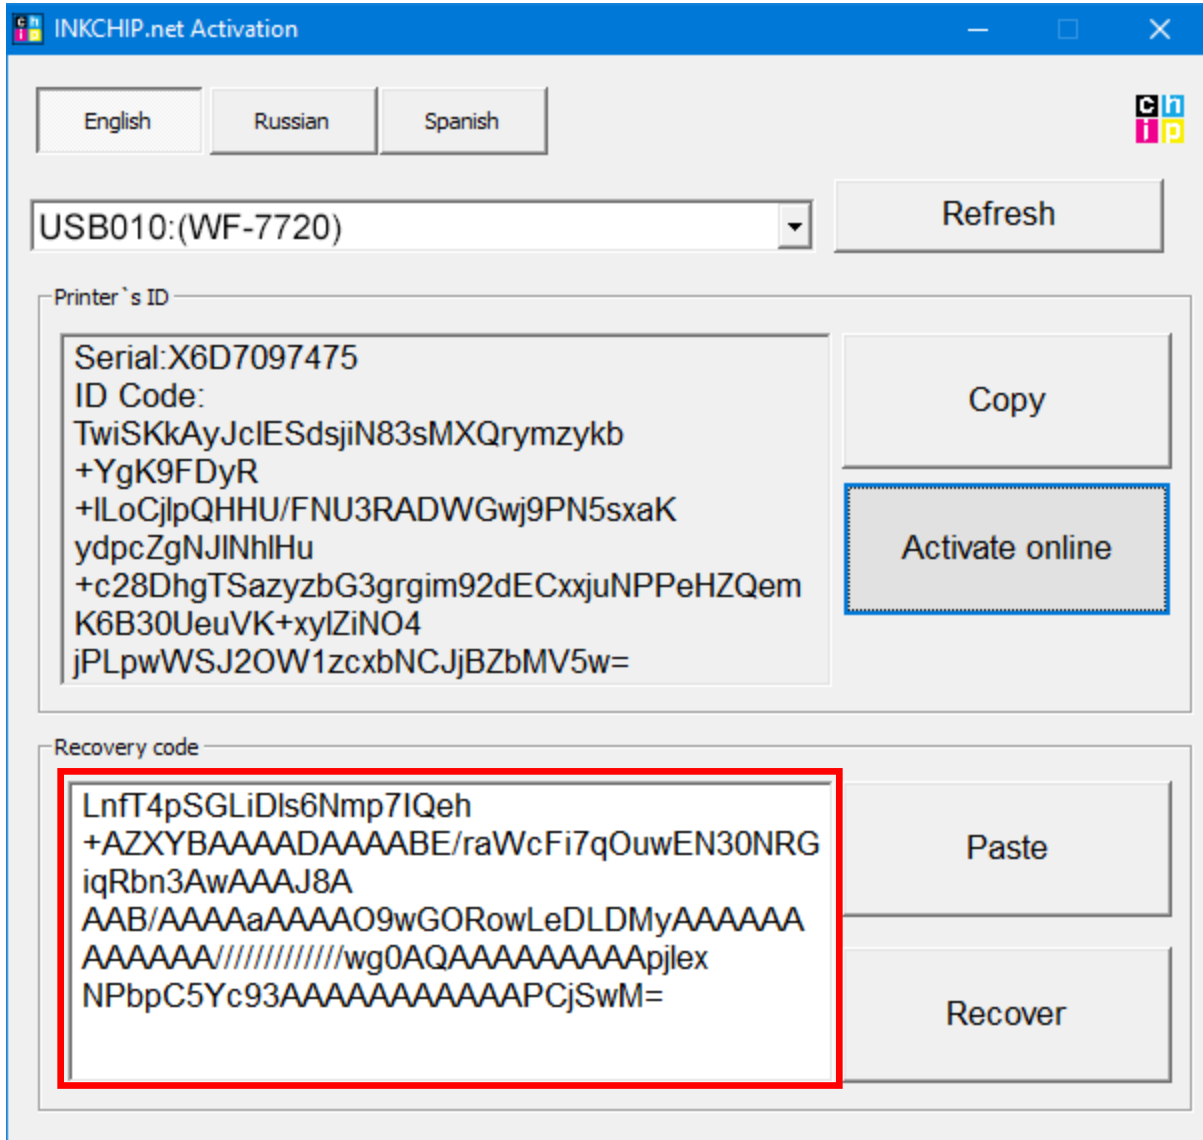 INKCHIP.net Activation
English
Russian
Spanish
ch
ip
USB010:(WF-7720)
Refresh
Printer`s ID
Serial:X6D7097475
ID Code:
TwiSKkAyJclESdsjiN83sMXQrymzykb
+YgK9FDyR
+lLoCjlpQHHU/FNU3RADWGwj9PN5sxaK
ydpcZgNJlNhlHu
+c28DhgTSazyzbG3grgim92dECxxjuNPPeHZQem
K6B30UeuVK+xylZiNO4
jPLpwWSJ2OW1zcxbNCJjBZbMV5w=
Copy
Activate online
Recovery code
LnfT4pSGLiDls6Nmp7IQeh
+AZXYBAAAADAAAABE/raWcFi7qOuwEN30NRG
iqRbn3AwAAAJ8A
AAB/AAAAaAAAAO9wGORowLeDLDMyAAAAAA
AAAAAA/////////////wg0AQAAAAAAAAApjlex
NPbpC5Yc93AAAAAAAAAAAPCjSwM=
Paste
Recover